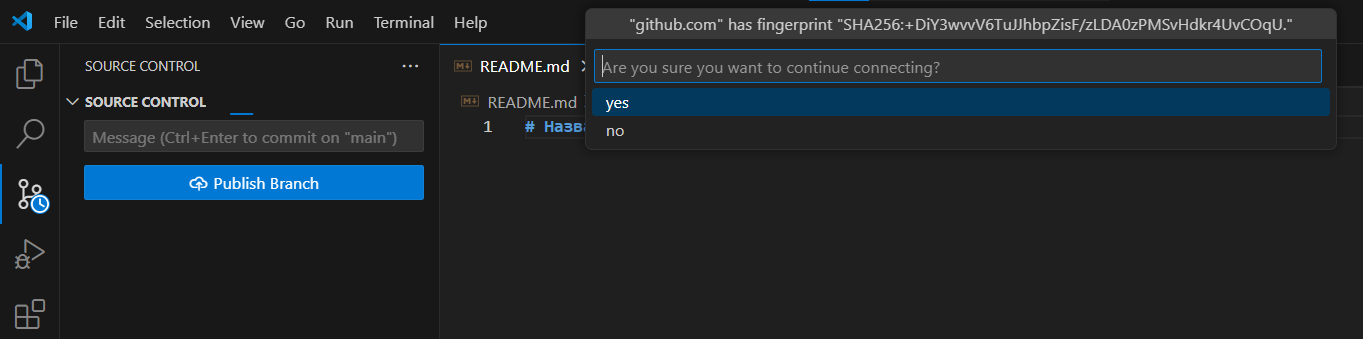 File Edit Selection View Go Run Terminal Help
"github.com" has fingerprint "SHA256:+DiY3wvvV6TuJJhbpZisF/zLDA0zPMSvHdkr4UvCOqU."
Are you sure you want to continue connecting?
yes
no
SOURCE CONTROL
SOURCE CONTROL
Message (Ctrl+Enter to commit on "main")
Publish Branch
README.md
README.md
1 #